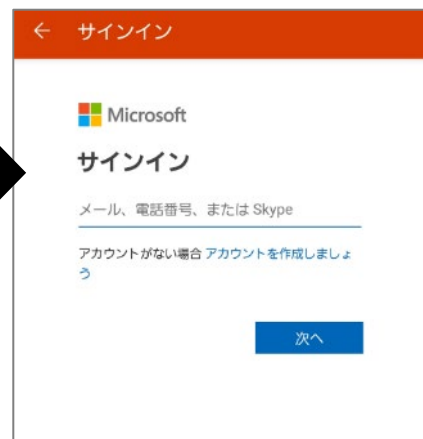 ← サインイン
Microsoft
サインイン
メール、電話番号、または Skype
アカウントがない場合 アカウントを作成しましょ
う
次へ